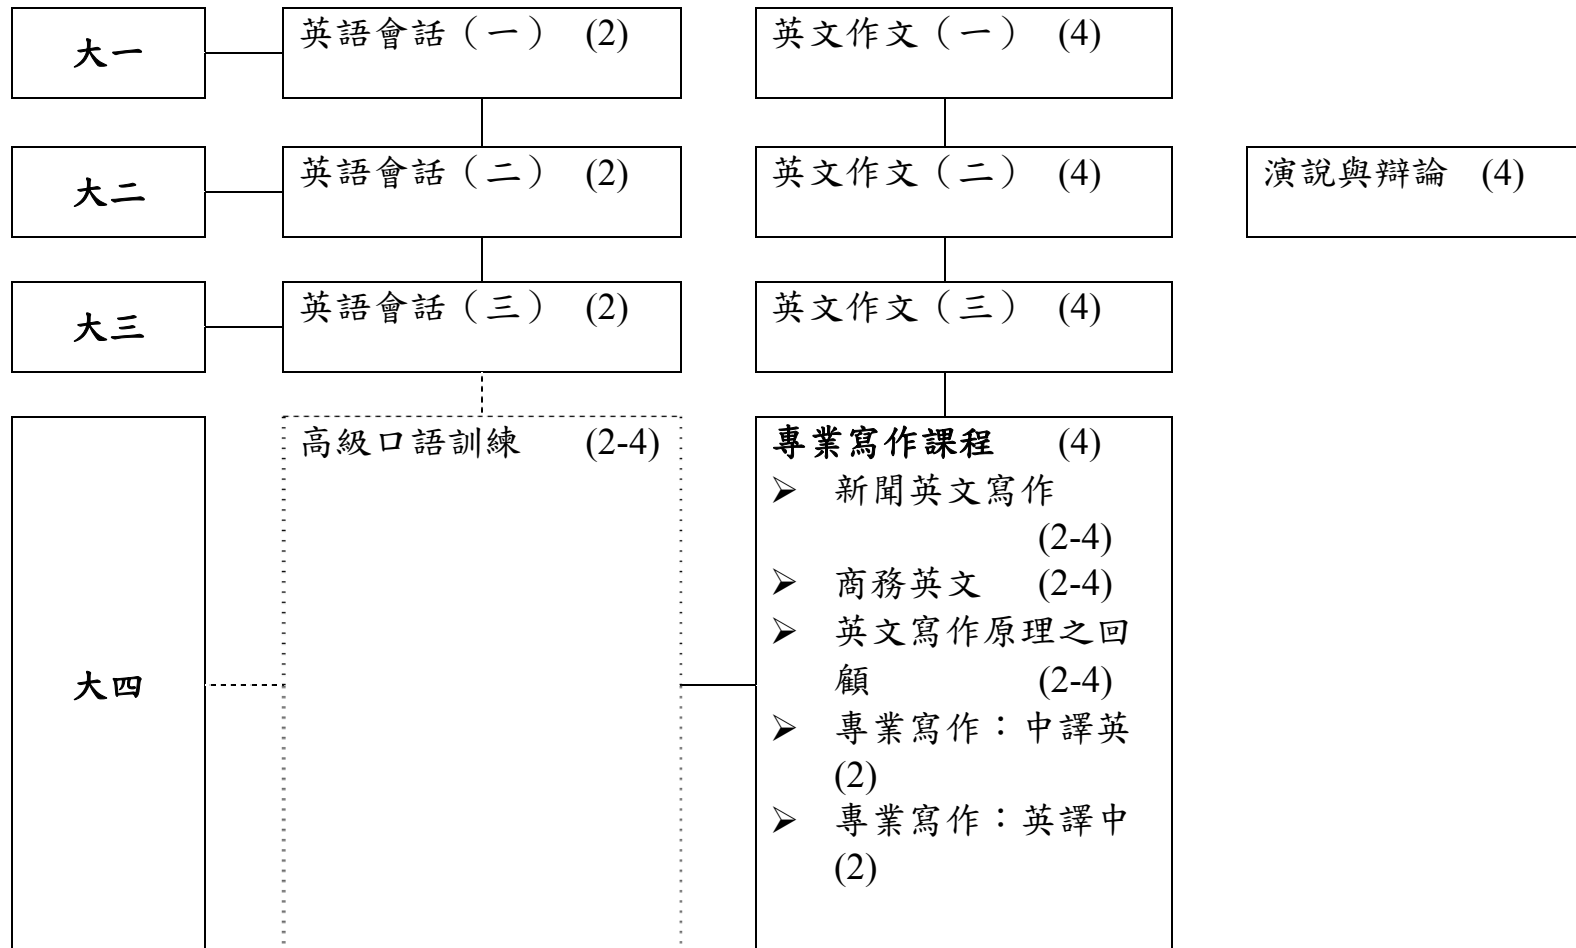 大一
英語會話（一） (2)
英文作文（一） (4)
大二
英語會話（二） (2)
英文作文（二） (4)
演說與辯論 (4)
大三
英語會話（三） (2)
英文作文（三） (4)
大四
高級口語訓練 (2-4)
專業寫作課程 (4)
➢ 新聞英文寫作
(2-4)
➢ 商務英文 (2-4)
➢ 英文寫作原理之回
顧 (2-4)
➢ 專業寫作：中譯英
(2)
➢ 專業寫作：英譯中
(2)